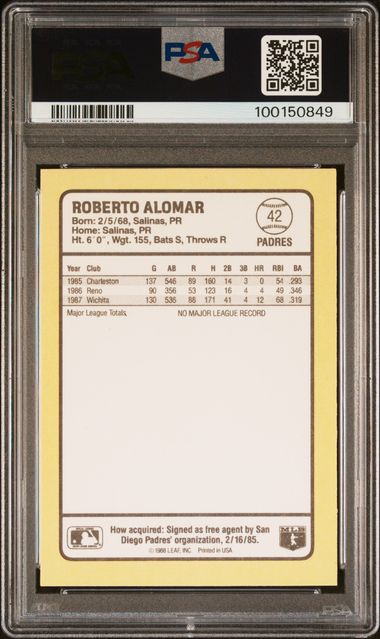 PSA
100150849
ROBERTO ALOMAR
Born: 2/5/68, Salinas, PR
Home: Salinas, PR
Ht. 6´0¨, Wgt. 155, Bats S, Throws R
42
PADRES
Year Club G AB R H 2B 3B HR RBI BA
1985 Charleston 137 546 89 160 14 3 0 54 .293
1986 Reno 90 356 53 123 16 4 4 49 .346
1987 Wichita 130 536 88 171 41 4 12 68 .319
Major League Totals, NO MAJOR LEAGUE RECORD
How acquired: Signed as free agent by San
Diego Padres' organization, 2/16/85.
© 1988 LEAF, INC. Printed in USA
MLB